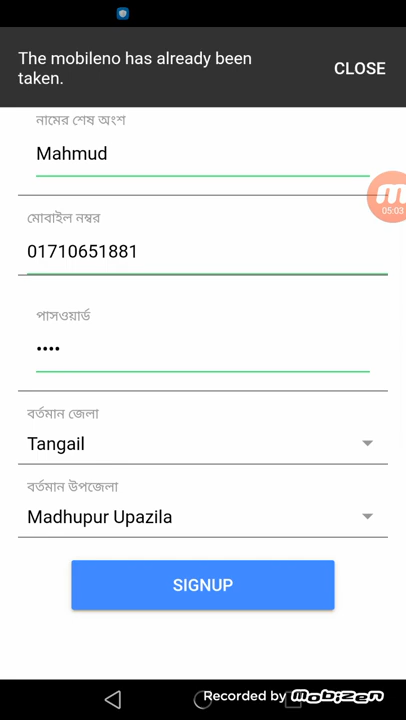 The mobileno has already been
taken.
CLOSE
নামের শেষ অংশ
Mahmud
05:03
মোবাইল নম্বর
01710651881
পাসওয়ার্ড
••••
বর্তমান জেলা
Tangail
বর্তমান উপজেলা
Madhupur Upazila
SIGNUP
Recorded by Mobizen